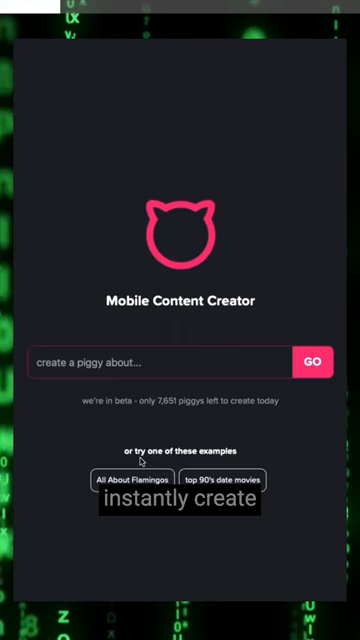 Mobile Content Creator
create a piggy about...
GO
we're in beta - only 7,651 piggys left to create today
or try one of these examples
All About Flamingos
top 90's date movies
instantly create